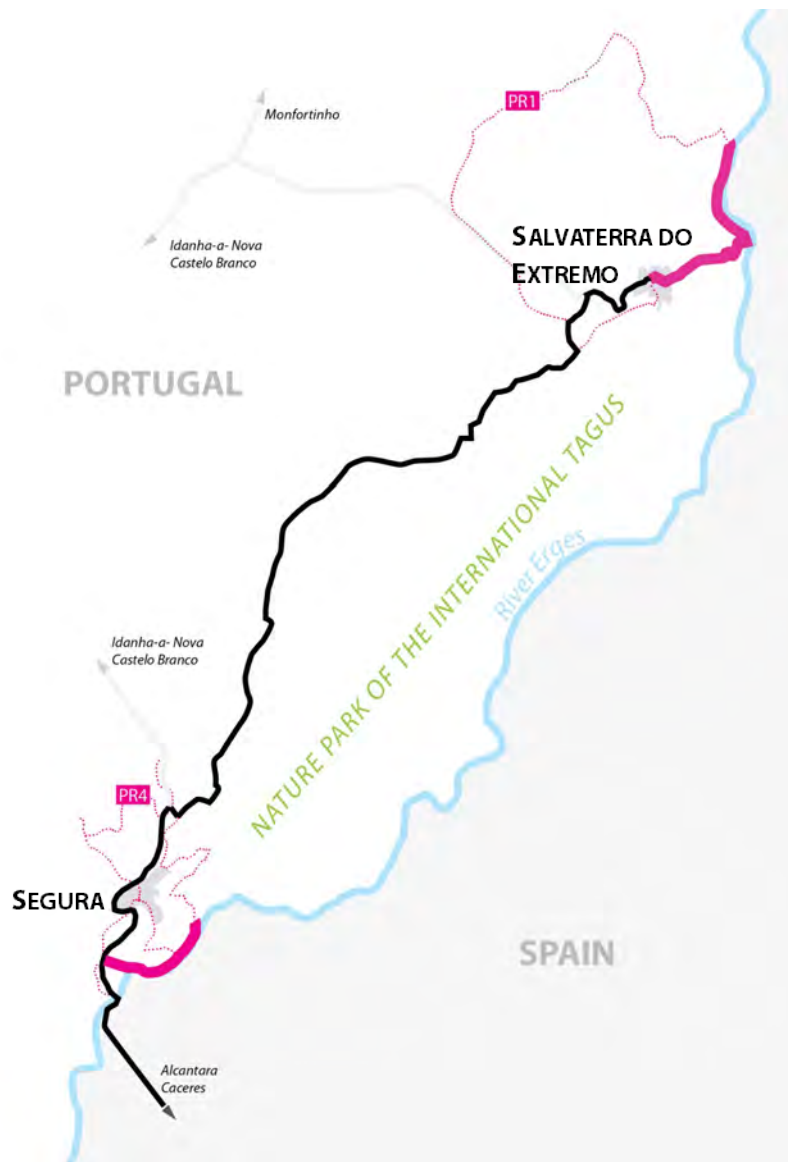 PR1
Monfortinho
Idanha-a- Nova
Castelo Branco
SALVATERRA DO
EXTREMO
PORTUGAL
NATURE PARK OF THE INTERNATIONAL TAGUS
River Erges
Idanha-a- Nova
Castelo Branco
PR4
SEGURA
SPAIN
Alcantara
Caceres